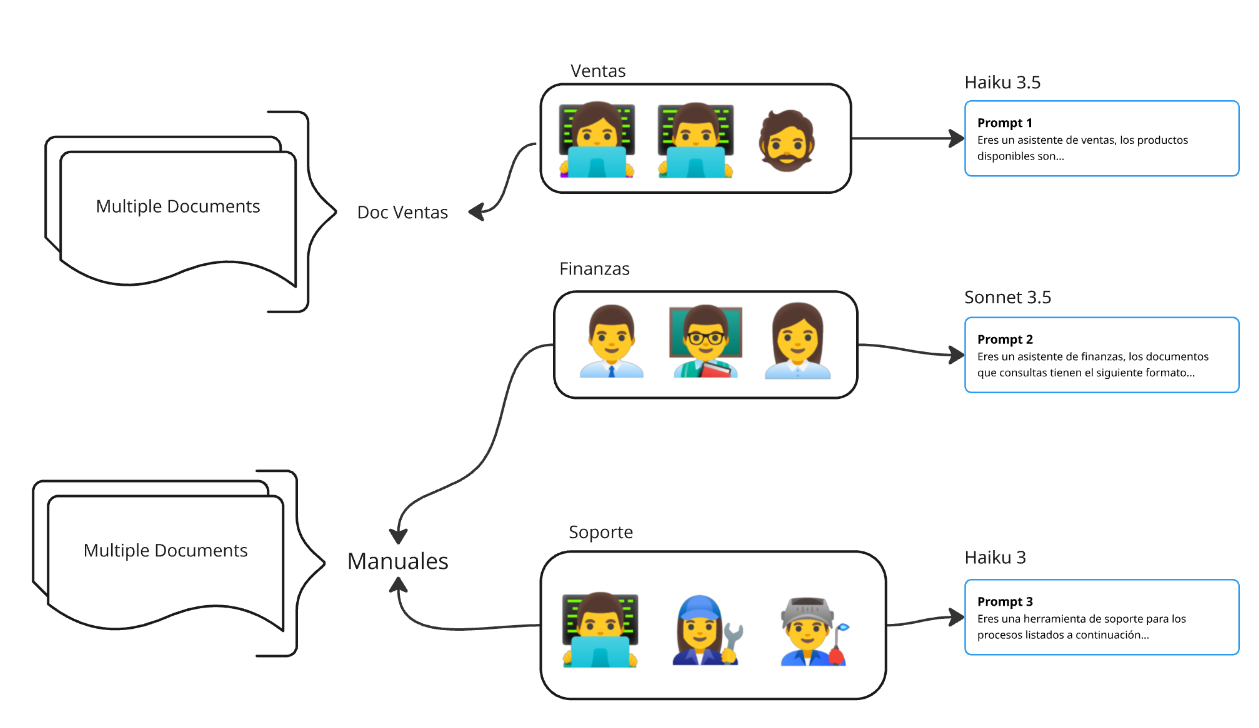 Ventas
Haiku 3.5
Prompt 1
Eres un asistente de ventas, los productos
disponibles son...
Multiple Documents
Doc Ventas
Finanzas
Sonnet 3.5
Prompt 2
Eres un asistente de finanzas, los documentos
que consultas tienen el siguiente formato...
Multiple Documents
Manuales
Soporte
Haiku 3
Prompt 3
Eres una herramienta de soporte para los
procesos listados a continuación...